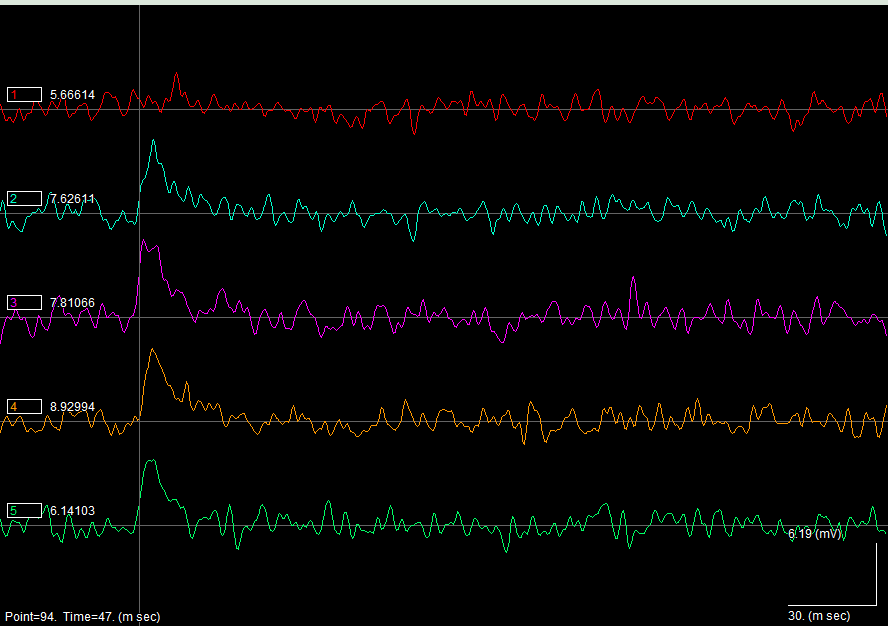 1 5.66614
2 7.62611
3 7.81066
4 8.92994
5 6.14103
6.19 (mV)
Point=94. Time=47. (m sec)
30. (m sec)